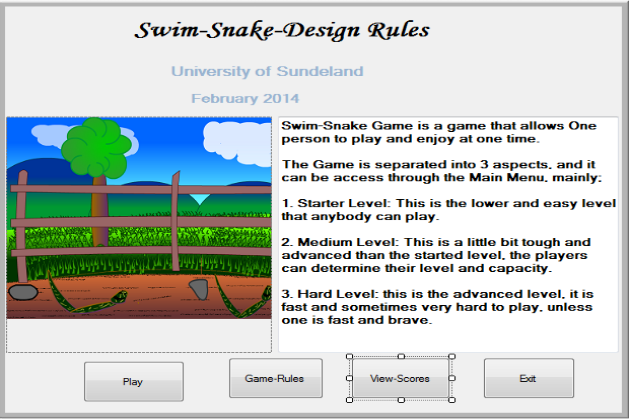 Swim-Snake-Design Rules
University of Sundeland
February 2014
Swim-Snake Game is a game that allows One
person to play and enjoy at one time.
The Game is separated into 3 aspects, and it
can be access through the Main Menu, mainly;
1. Starter Level: This is the lower and easy level
that anybody can play.
2. Medium Level: This is a little bit tough and
advanced than the started level, the players
can determine their level and capacity.
3. Hard Level: this is the advanced level, it is
fast and sometimes very hard to play, unless
one is fast and brave.
Play
Game-Rules
View-Scores
Exit